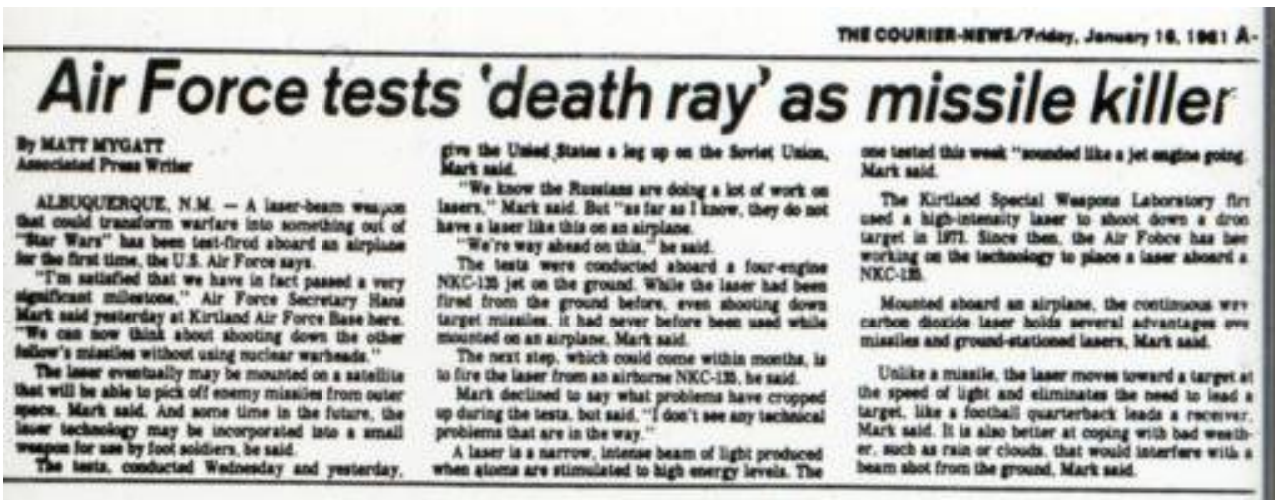 THE COURIER-NEWS/Friday, January 16, 1981 A-
Air Force tests 'death ray' as missile killer
By MATT MYGATT
Associated Press Writer
ALBUQUERQUE, N.M. — A laser-beam weapon
that could transform warfare into something out of
"Star Wars" has been test-fired aboard an airplane
for the first time, the U.S. Air Force says.
"I'm satisfied that we have in fact passed a very
significant milestone," Air Force Secretary Hans
Mark said yesterday at Kirtland Air Force Base here.
"We can now think about shooting down the other
fellow's missiles without using nuclear warheads."
The laser eventually may be mounted on a satellite
that will be able to pick off enemy missiles from outer
space, Mark said. And some time in the future, the
laser technology may be incorporated into a small
weapon for use by foot soldiers, he said.
The tests, conducted Wednesday and yesterday,
give the United States a leg up on the Soviet Union,
Mark said.
"We know the Russians are doing a lot of work on
lasers," Mark said. But "as far as I know, they do not
have a laser like this on an airplane.
"We're way ahead on this," he said.
The tests were conducted aboard a four-engine
NKC-135 jet on the ground. While the laser had been
fired from the ground before, even shooting down
target missiles, it had never before been used while
mounted on an airplane, Mark said.
The next step, which could come within months, is
to fire the laser from an airborne NKC-135, he said.
Mark declined to say what problems have cropped
up during the tests, but said, "I don't see any technical
problems that are in the way."
A laser is a narrow, intense beam of light produced
when atoms are stimulated to high energy levels. The
one tested this week "sounded like a jet engine going.
Mark said.
The Kirtland Special Weapons Laboratory firs
used a high-intensity laser to shoot down a dron
target in 1973. Since then, the Air Fobce has bee
working on the technology to place a laser aboard a
NKC-135.
Mounted aboard an airplane, the continuous wav
carbon dioxide laser holds several advantages ove
missiles and ground-stationed lasers, Mark said.
Unlike a missile, the laser moves toward a target at
the speed of light and eliminates the need to lead a
target, like a football quarterback leads a receiver,
Mark said. It is also better at coping with bad weath-
er, such as rain or clouds, that would interfere with a
beam shot from the ground, Mark said.